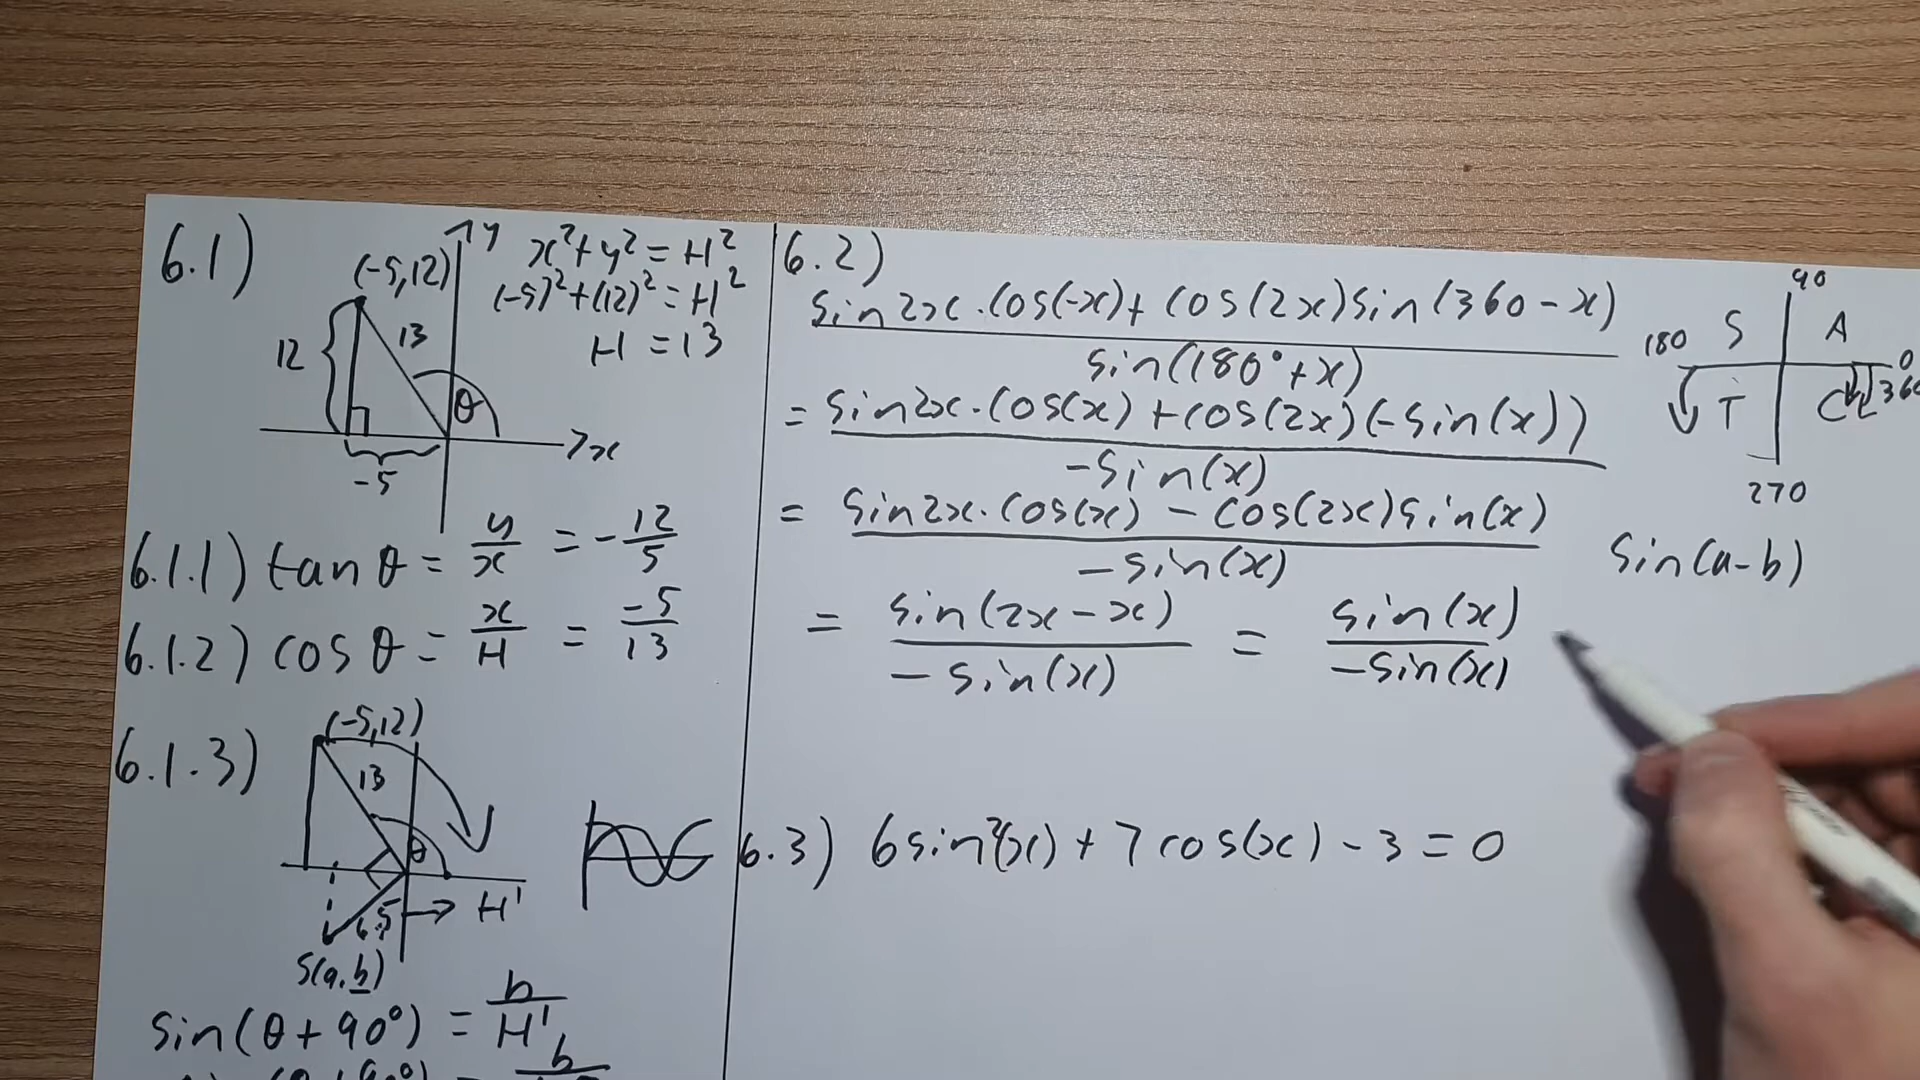 6.1)
(-5,12)
y
x²+y²=H²
(-5)²+(12)²=H²
H=13
12
13
θ
x
-5
6.1.1) tan θ = y/x = -12/5
6.1.2) cos θ = x/H = -5/13
6.1.3)
(-5,12)
13
θ
6.5
H'
S(a,b)
sin(θ+90°) = b/H'
b
6.2)
sin2x.cos(-x)+cos(2x)sin(360-x)
sin(180°+x)
= sin2x.cos(x)+cos(2x)(-sin(x))
-sin(x)
= sin2x.cos(x)-cos(2x)sin(x)
-sin(x)
= sin(2x-x) = sin(x)
-sin(x) -sin(x)
90
180 S A 0
T C 360
270
sin(a-b)
6.3) 6sin²(x)+7cos(x)-3=0